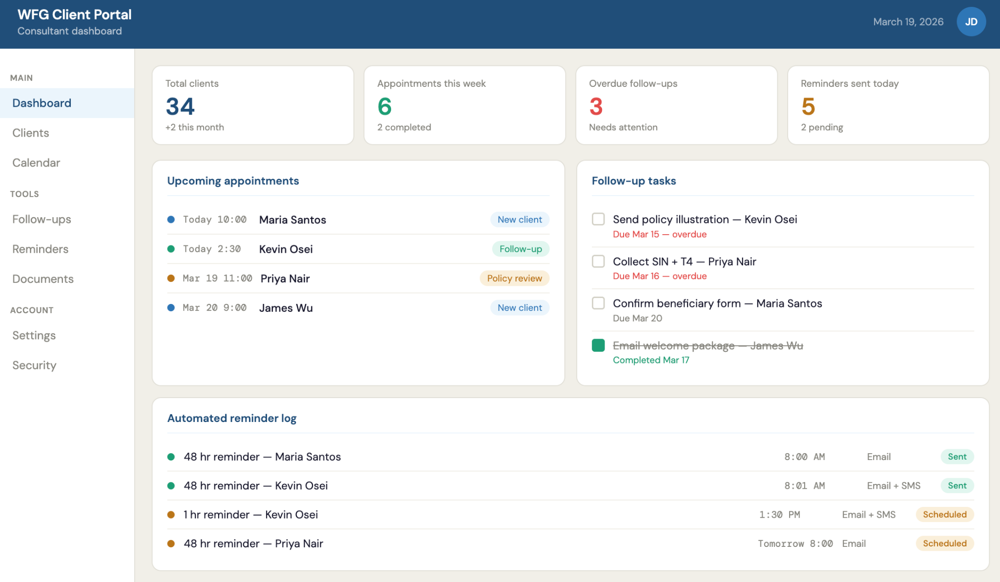 WFG Client Portal
Consultant dashboard
March 19, 2026
JD
MAIN
Dashboard
Clients
Calendar
TOOLS
Follow-ups
Reminders
Documents
ACCOUNT
Settings
Security
Total clients
34
+2 this month
Appointments this week
6
2 completed
Overdue follow-ups
3
Needs attention
Reminders sent today
5
2 pending
Upcoming appointments
Today 10:00 Maria Santos New client
Today 2:30 Kevin Osei Follow-up
Mar 19 11:00 Priya Nair Policy review
Mar 20 9:00 James Wu New client
Follow-up tasks
Send policy illustration — Kevin Osei
Due Mar 15 — overdue
Collect SIN + T4 — Priya Nair
Due Mar 16 — overdue
Confirm beneficiary form — Maria Santos
Due Mar 20
Email welcome package — James Wu
Completed Mar 17
Automated reminder log
48 hr reminder — Maria Santos 8:00 AM Email Sent
48 hr reminder — Kevin Osei 8:01 AM Email + SMS Sent
1 hr reminder — Kevin Osei 1:30 PM Email + SMS Scheduled
48 hr reminder — Priya Nair Tomorrow 8:00 Email Scheduled